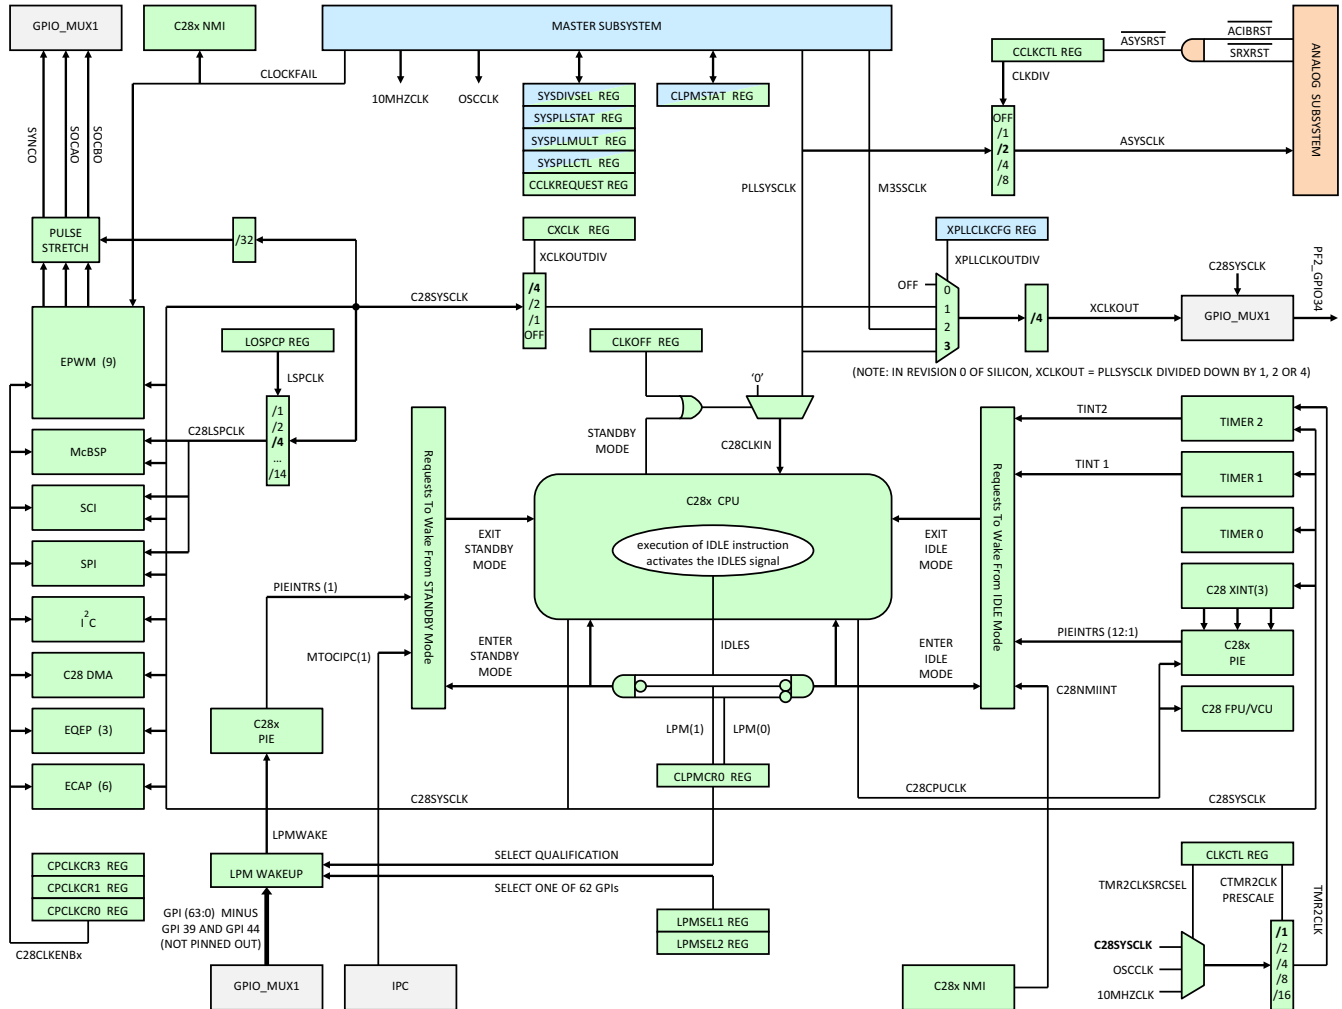 GPIO_MUX1
C28x NMI
MASTER SUBSYSTEM
CCLKCTL REG
ASYSRST
ACIBRST
SRXRST
ANALOG SUBSYSTEM
CLOCKFAIL
CLKDIV
10MHZCLK
OSCCLK
SYSDIVSEL REG
SYSPLLSTAT REG
SYSPLLMULT REG
SYSPLLCTL REG
CCLKREQUEST REG
CLPMSTAT REG
OFF
/1
/2
/4
/8
ASYSCLK
SYNCO
SOCAO
SOCBO
PLLSYSCLK
M3SSCLK
PULSE
STRETCH
/32
CXCLK REG
XCLKOUTDIV
XPLLCLKCFG REG
XPLLCLKOUTDIV
C28SYSCLK
PF2_GPIO34
C28SYSCLK
/4
/2
/1
OFF
OFF
0
1
2
3
/4
XCLKOUT
GPIO_MUX1
EPWM (9)
LOSPCP REG
LSPCLK
CLKOFF REG
(NOTE: IN REVISION 0 OF SILICON, XCLKOUT = PLLSYSCLK DIVIDED DOWN BY 1, 2 OR 4)
'0'
/1
/2
/4
...
/14
C28LSPCLK
STANDBY
MODE
C28CLKIN
TINT2
TIMER 2
McBSP
Requests To Wake From STANDBY Mode
Requests To Wake From IDLE Mode
TINT 1
TIMER 1
SCI
C28x CPU
TIMER 0
EXIT
STANDBY
MODE
execution of IDLE instruction
activates the IDLES signal
EXIT
IDLE
MODE
SPI
PIEINTRS (1)
C28 XINT(3)
I2C
PIEINTRS (12:1)
C28x
PIE
MTOCIPC(1)
ENTER
STANDBY
MODE
IDLES
ENTER
IDLE
MODE
C28 DMA
C28NMIINT
C28 FPU/VCU
EQEP (3)
C28x
PIE
LPM(1)
LPM(0)
ECAP (6)
CLPMCR0 REG
C28SYSCLK
C28CPUCLK
C28SYSCLK
LPMWAKE
CPCLKCR3 REG
CPCLKCR1 REG
CPCLKCR0 REG
LPM WAKEUP
SELECT QUALIFICATION
SELECT ONE OF 62 GPIs
CLKCTL REG
TMR2CLKSRCSEL
CTMR2CLK
PRESCALE
TMR2CLK
GPI (63:0) MINUS
GPI 39 AND GPI 44
(NOT PINNED OUT)
LPMSEL1 REG
LPMSEL2 REG
C28CLKENBx
C28SYSCLK
OSCCLK
10MHZCLK
/1
/2
/4
/8
/16
GPIO_MUX1
IPC
C28x NMI